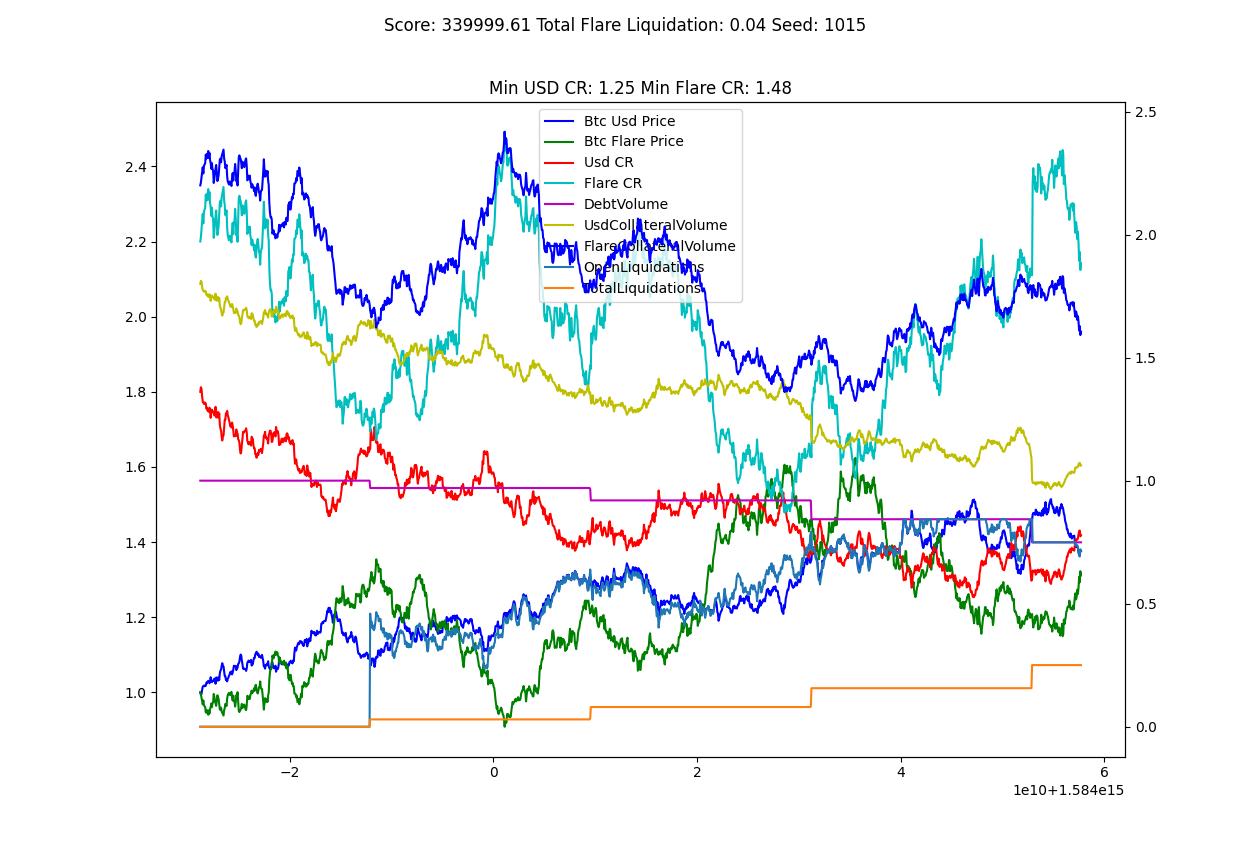 Score: 339999.61 Total Flare Liquidation: 0.04 Seed: 1015
Min USD CR: 1.25 Min Flare CR: 1.48
Btc Usd Price
Btc Flare Price
Usd CR
Flare CR
DebtVolume
UsdCollateralVolume
FlareCollateralVolume
OpenLiquidations
TotalLiquidations
2.4
2.2
2.0
1.8
1.6
1.4
1.2
1.0
2.5
2.0
1.5
1.0
0.5
0.0
−2
0
2
4
6
1e10+1.584e15